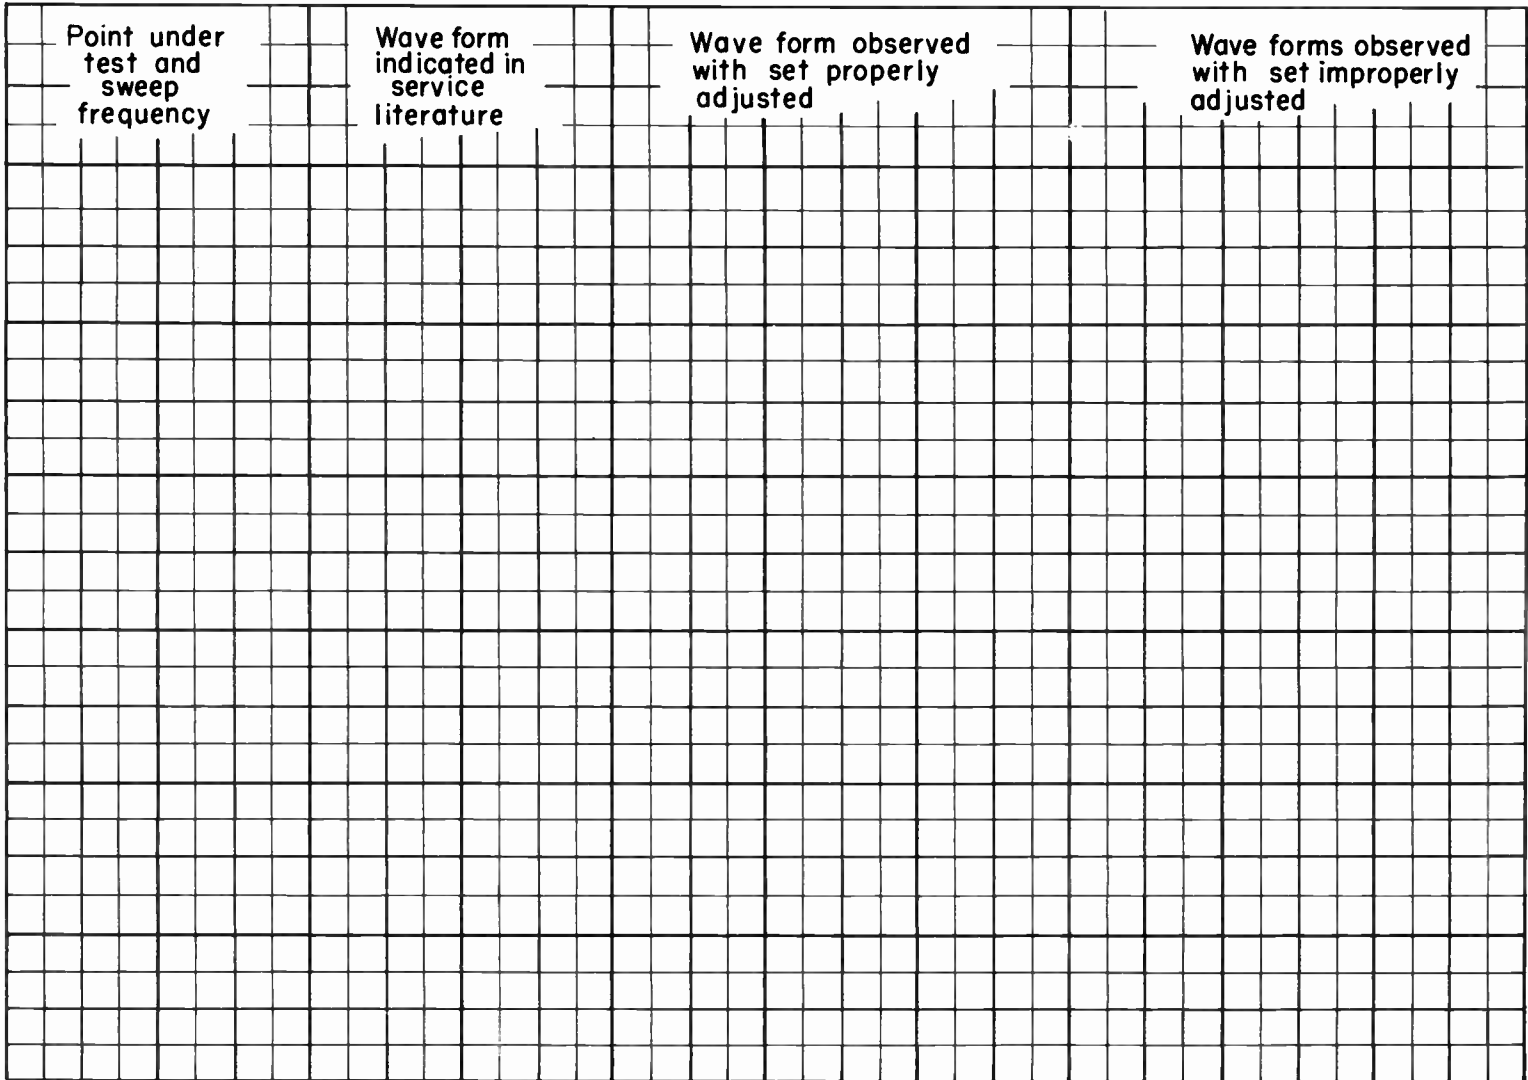 Point under
test and
sweep
frequency
Wave form
indicated in
service
literature
Wave form observed
with set properly
adjusted
Wave forms observed
with set improperly
adjusted